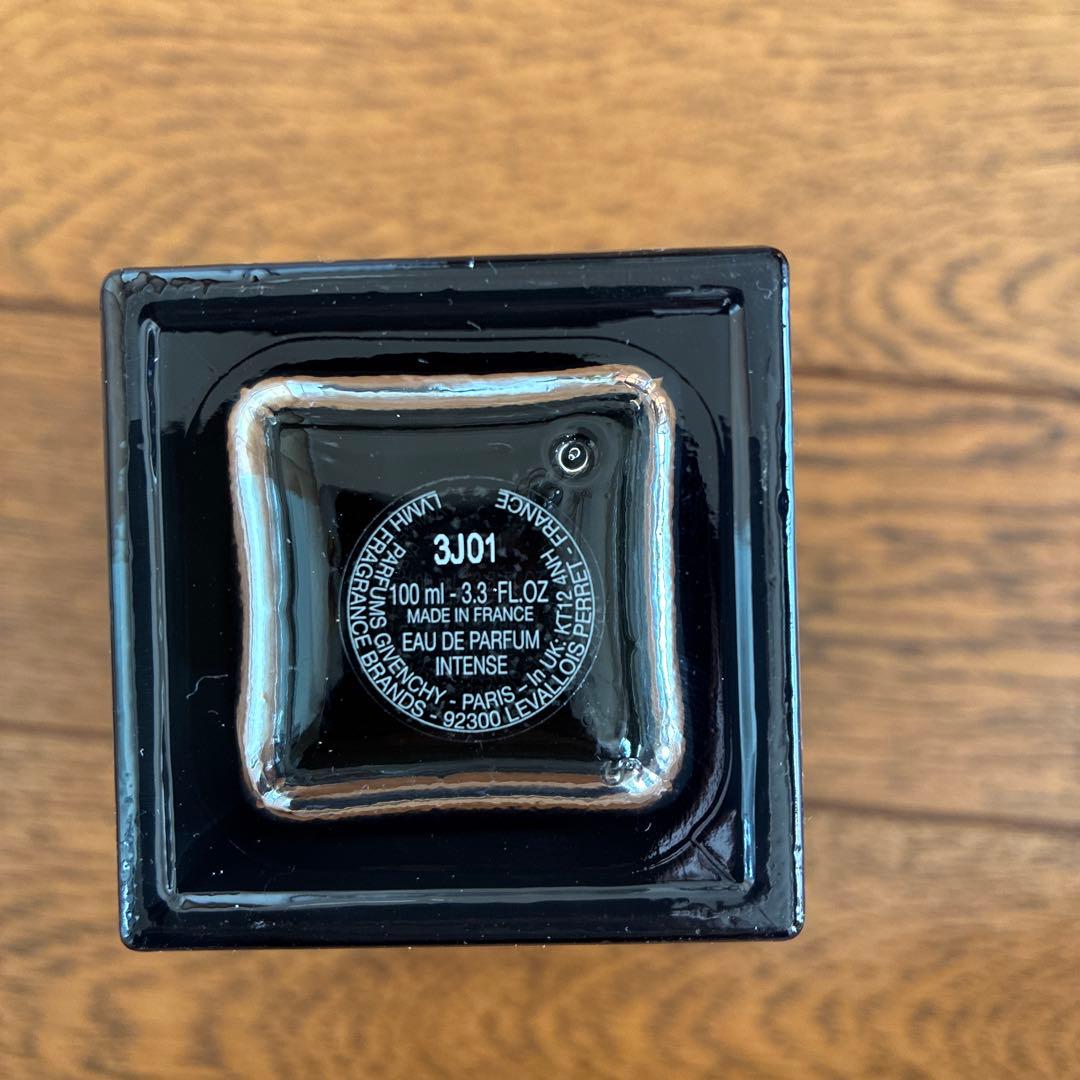 3J01
100 ml - 3.3 FL.OZ
MADE IN FRANCE
EAU DE PARFUM
INTENSE
PARFUMS GIVENCHY - PARIS - In UK: KT12 4NH
LVMH FRAGRANCE BRANDS - 92300 LEVALLOIS PERRET - FRANCE